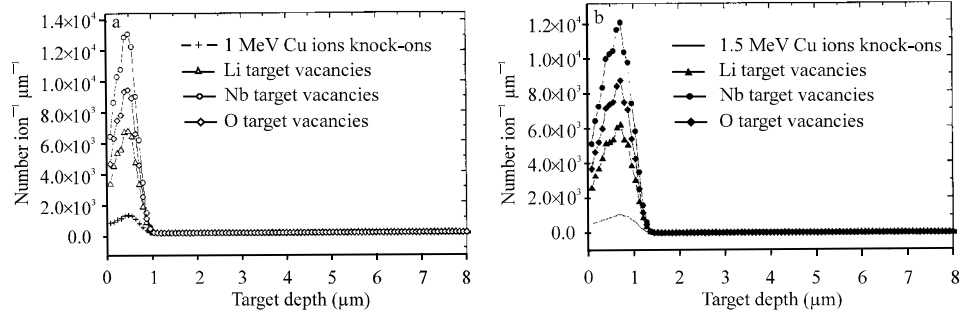 a
1.4×10⁴
1.2×10⁴
1.0×10⁴
8.0×10³
6.0×10³
4.0×10³
2.0×10³
0.0
Number ion⁻¹ µm⁻¹
1 MeV Cu ions knock-ons
Li target vacancies
Nb target vacancies
O target vacancies
0 1 2 3 4 5 6 7 8
Target depth (µm)
b
1.2×10⁴
1.0×10⁴
8.0×10³
6.0×10³
4.0×10³
2.0×10³
0.0
Number ion⁻¹ µm⁻¹
1.5 MeV Cu ions knock-ons
Li target vacancies
Nb target vacancies
O target vacancies
0 1 2 3 4 5 6 7 8
Target depth (µm)